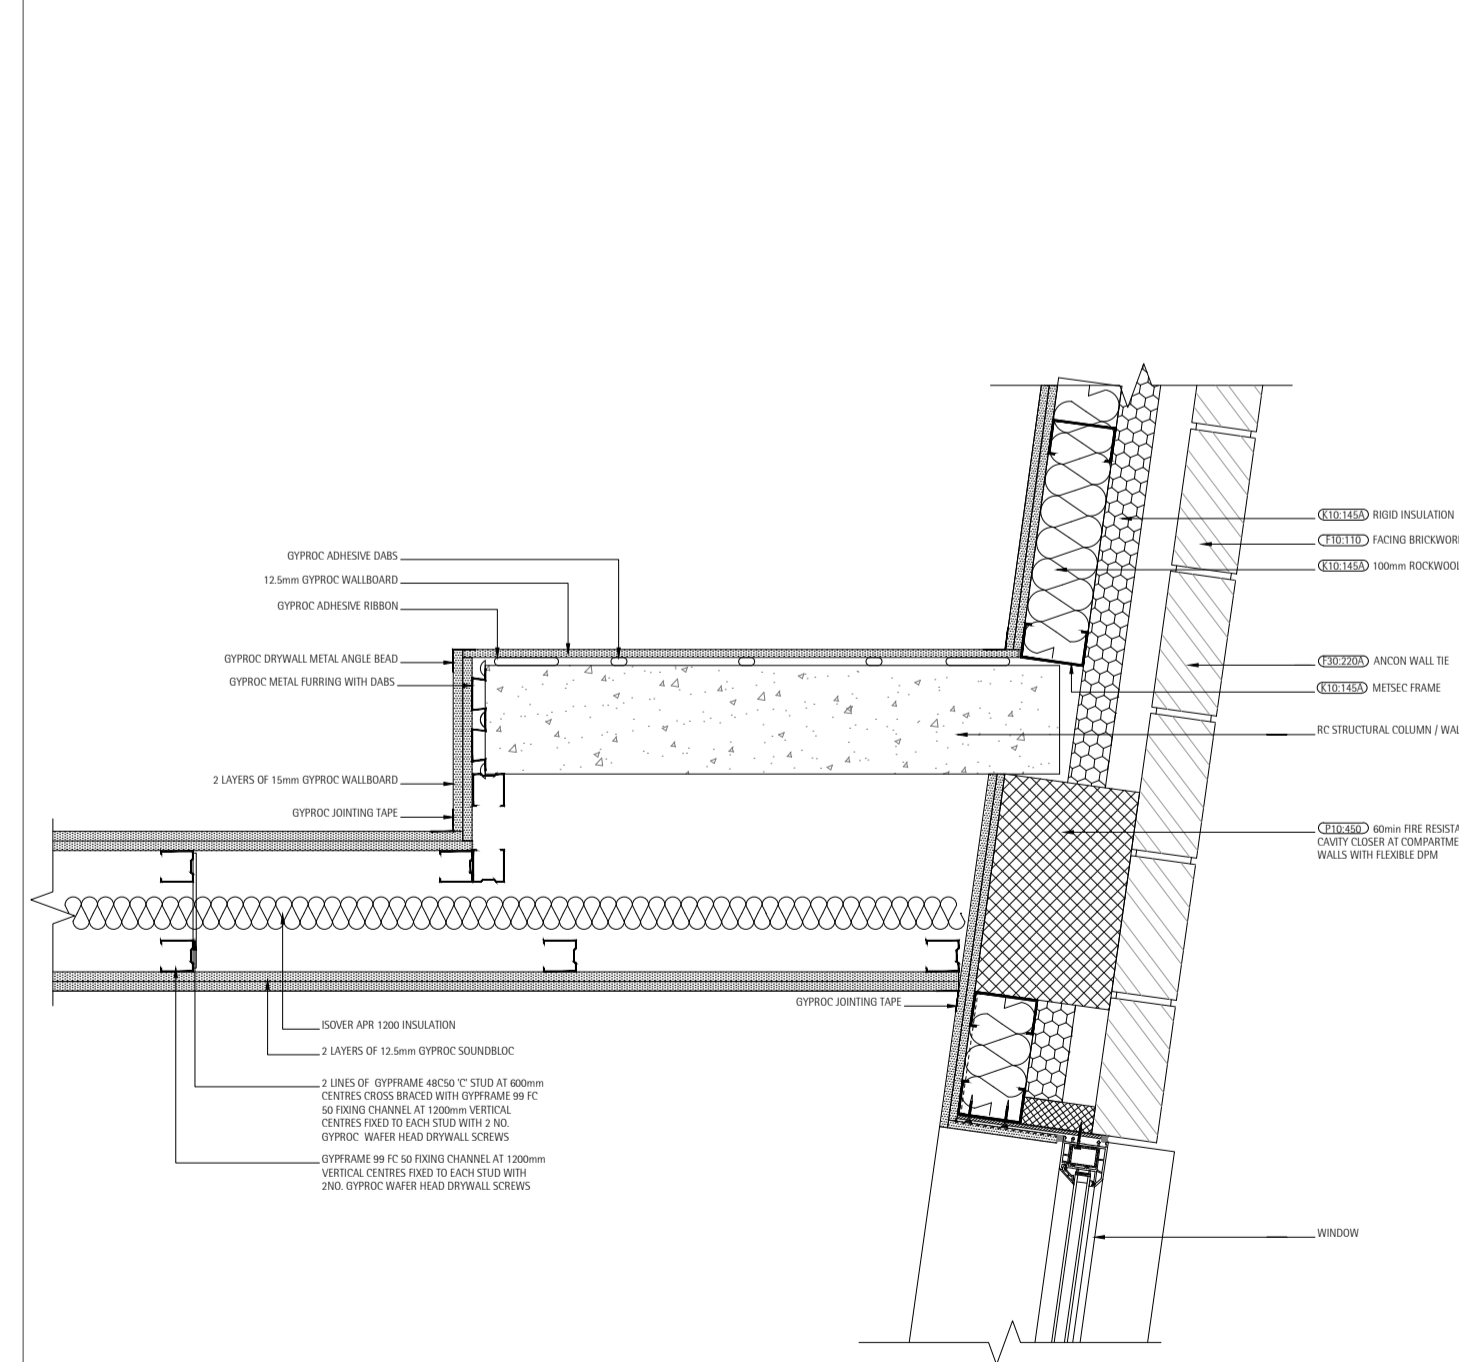 GYPROC ADHESIVE DABS
12.5mm GYPROC WALLBOARD
GYPROC ADHESIVE RIBBON
GYPROC DRYWALL METAL ANGLE BEAD
GYPROC METAL FURRING WITH DABS
2 LAYERS OF 15mm GYPROC WALLBOARD
GYPROC JOINTING TAPE
K10:145A RIGID INSULATION
F10:110 FACING BRICKWOR
K10:145A 100mm ROCKWOOL
F30:220A ANCON WALL TIE
K10:145A METSEC FRAME
RC STRUCTURAL COLUMN / WAL
P10:450 60min FIRE RESISTA
CAVITY CLOSER AT COMPARTME
WALLS WITH FLEXIBLE DPM
GYPROC JOINTING TAPE
ISOVER APR 1200 INSULATION
2 LAYERS OF 12.5mm GYPROC SOUNDBLOC
2 LINES OF GYPFRAME 48C50 'C' STUD AT 600mm
CENTRES CROSS BRACED WITH GYPFRAME 99 FC
50 FIXING CHANNEL AT 1200mm VERTICAL
CENTRES FIXED TO EACH STUD WITH 2 NO.
GYPROC WAFER HEAD DRYWALL SCREWS
GYPFRAME 99 FC 50 FIXING CHANNEL AT 1200mm
VERTICAL CENTRES FIXED TO EACH STUD WITH
2NO. GYPROC WAFER HEAD DRYWALL SCREWS
WINDOW